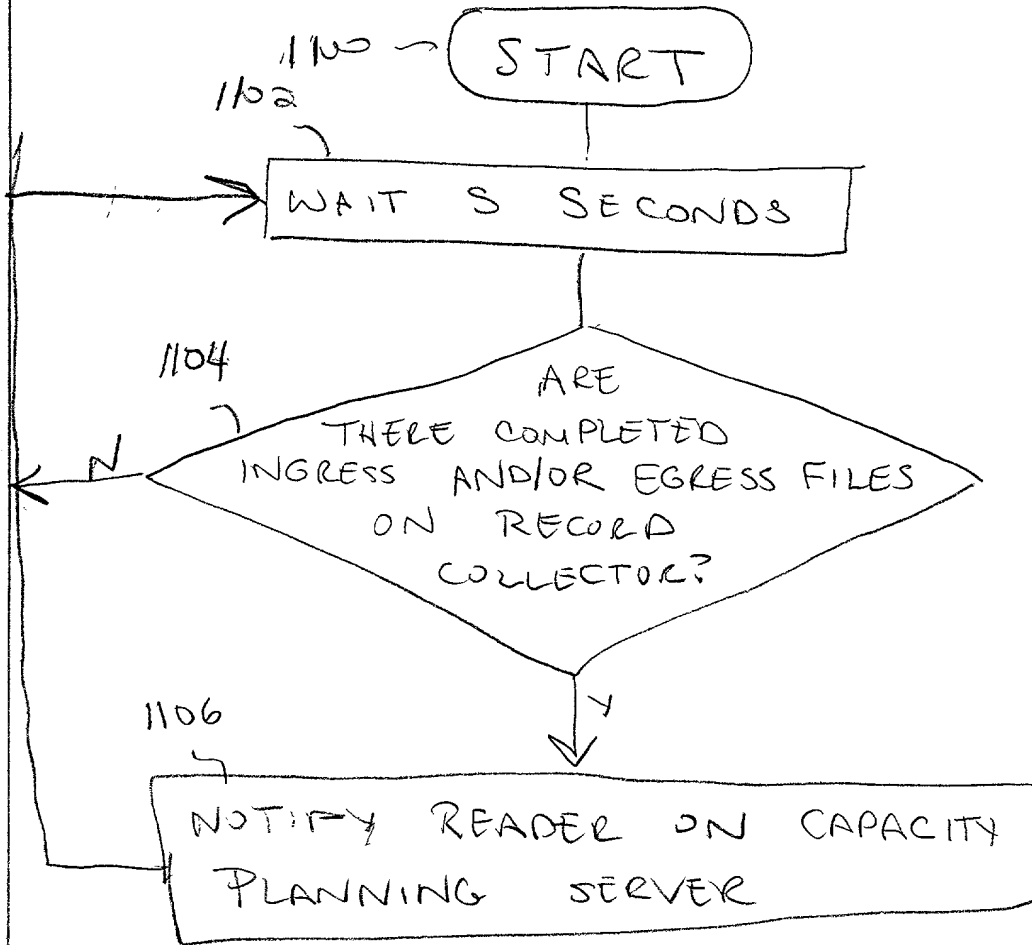 1100
START
1102
WAIT S SECONDS
1104
ARE
THERE COMPLETED
INGRESS AND/OR EGRESS FILES
ON RECORD
COLLECTOR?
N
Y
1106
NOTIFY READER ON CAPACITY
PLANNING SERVER